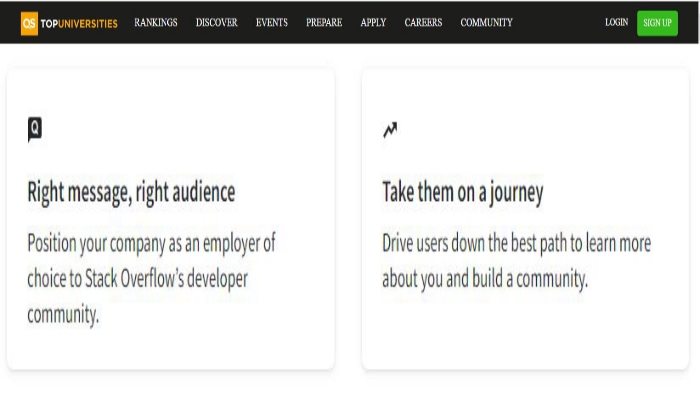 QS TOPUNIVERSITIES RANKINGS DISCOVER EVENTS PREPARE APPLY CAREERS COMMUNITY LOGIN SIGN UP
Q
Right message, right audience
Position your company as an employer of
choice to Stack Overflow's developer
community.
Take them on a journey
Drive users down the best path to learn more
about you and build a community.